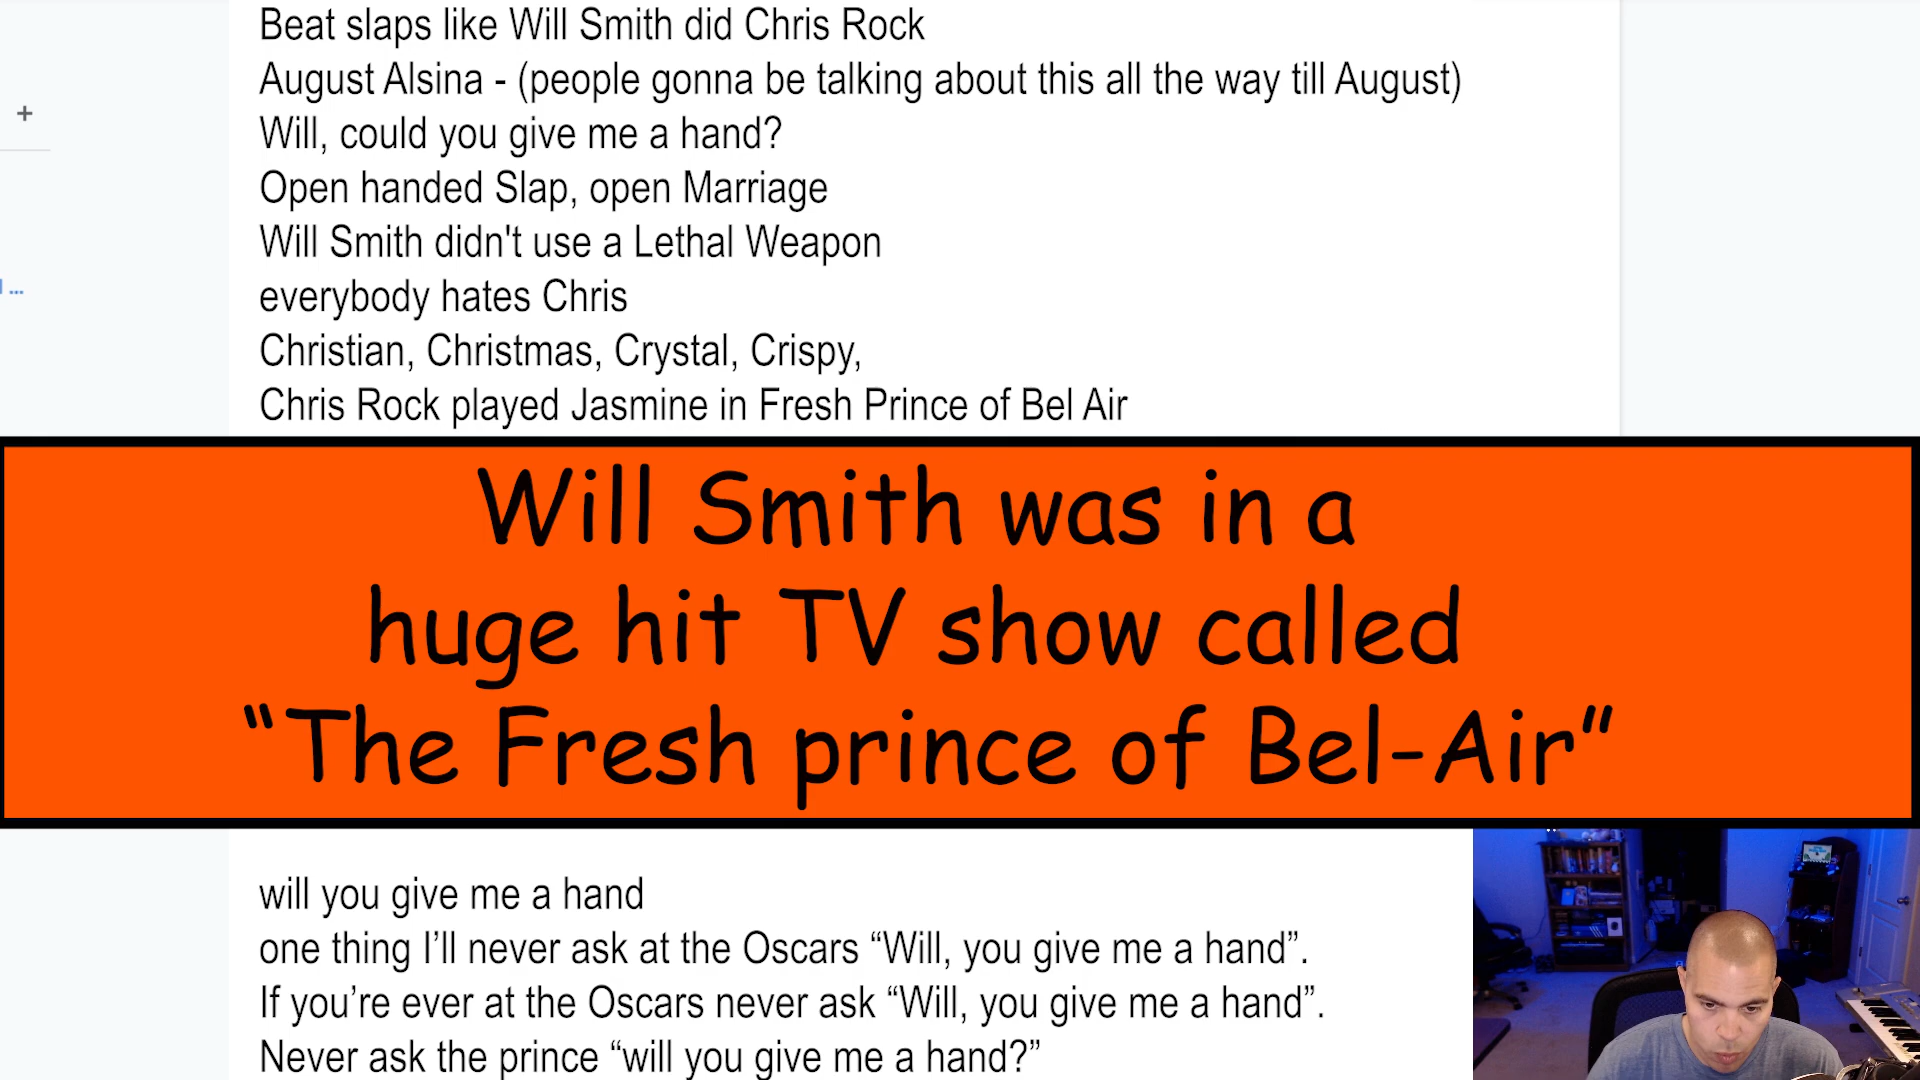 Beat slaps like Will Smith did Chris Rock
August Alsina - (people gonna be talking about this all the way till August)
Will, could you give me a hand?
Open handed Slap, open Marriage
Will Smith didn't use a Lethal Weapon
everybody hates Chris
Christian, Christmas, Crystal, Crispy,
Chris Rock played Jasmine in Fresh Prince of Bel Air
Will Smith was in a
huge hit TV show called
“The Fresh prince of Bel-Air”
will you give me a hand
one thing I’ll never ask at the Oscars “Will, you give me a hand”.
If you’re ever at the Oscars never ask “Will, you give me a hand”.
Never ask the prince “will you give me a hand?”